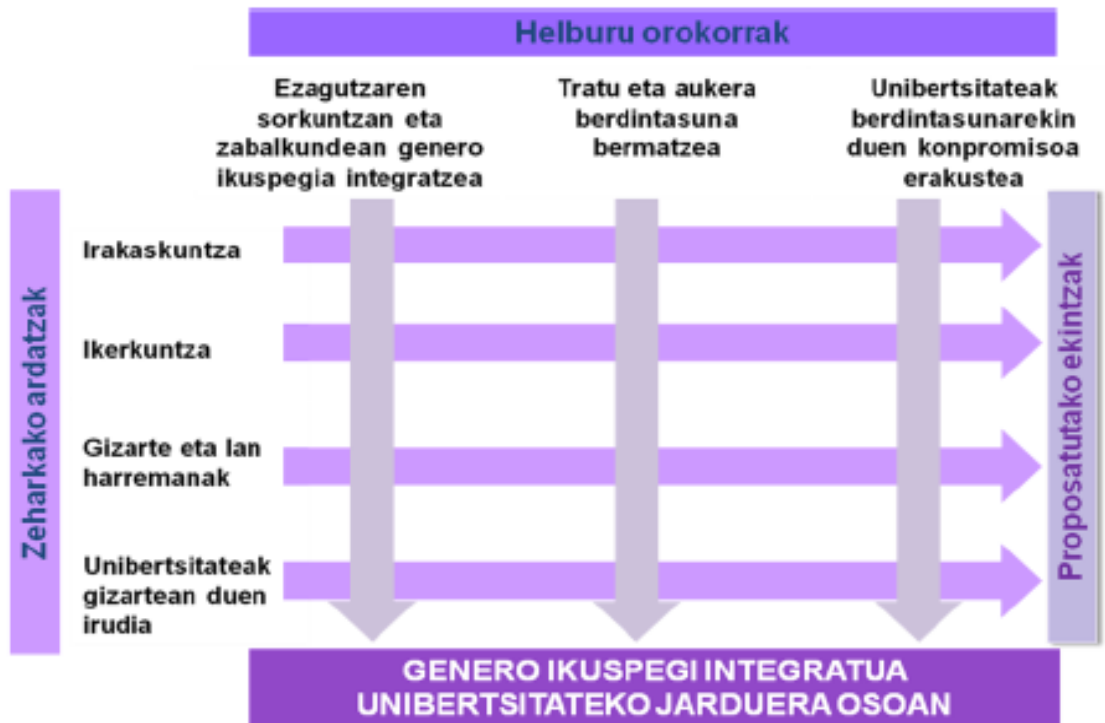 Helburu orokorrak
Ezagutzaren
sorkuntzan eta
zabalkundean genero
ikuspegia integratzea
Tratu eta aukera
berdintasuna
bermatzea
Unibertsitateak
berdintasunarekin
duen konpromisoa
erakustea
Zeharkako ardatzak
Irakaskuntza
Ikerkuntza
Gizarte eta lan
harremanak
Unibertsitateak
gizartean duen
irudia
Proposatutako ekintzak
GENERO IKUSPEGI INTEGRATUA
UNIBERTSITATEKO JARDUERA OSOAN